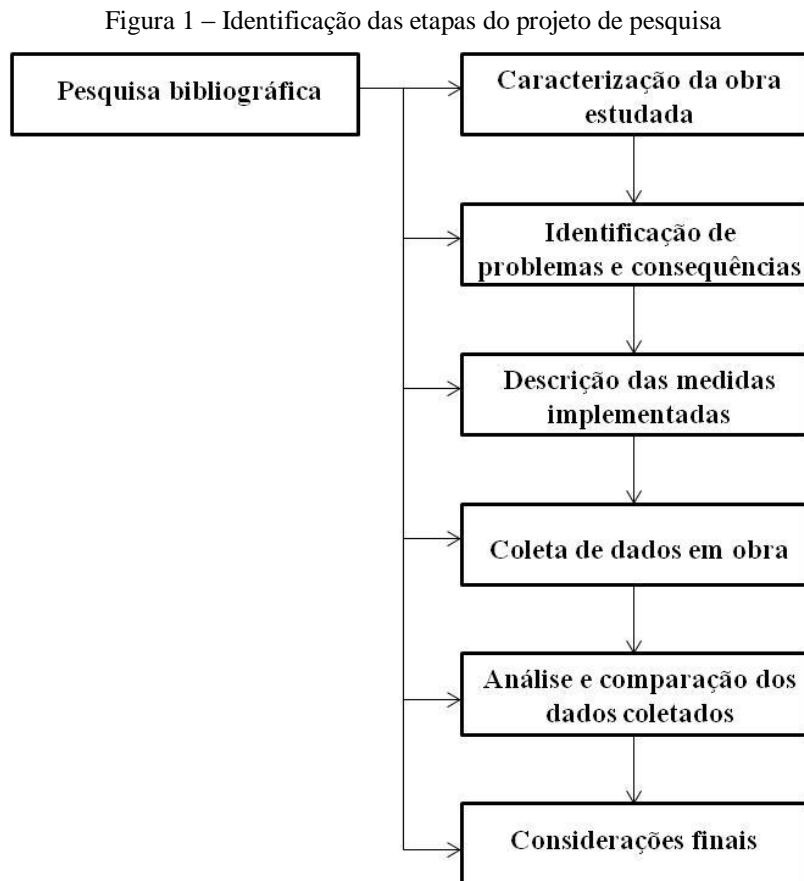 Figura 1 – Identificação das etapas do projeto de pesquisa
Pesquisa bibliográfica
Caracterização da obra
estudada
Identificação de
problemas e consequências
Descrição das medidas
implementadas
Coleta de dados em obra
Análise e comparação dos
dados coletados
Considerações finais